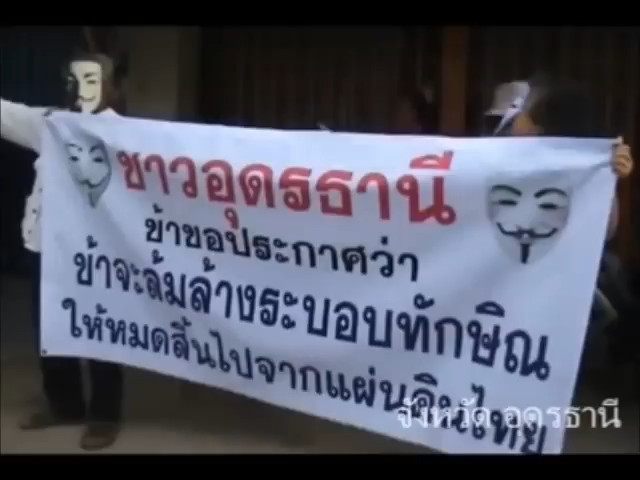 ชาวอุดรธานี
ข้าขอประกาศว่า
ข้าจะล้มล้างระบอบทักษิณ
ให้หมดสิ้นไปจากแผ่นดินไทย
จังหวัด อุดรธานี